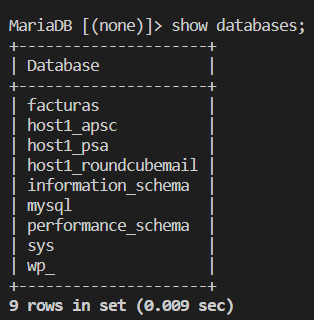 MariaDB [(none)]> show databases;
+--------------------+
| Database           |
+--------------------+
| facturas           |
| host1_apsc         |
| host1_psa          |
| host1_roundcubemail |
| information_schema |
| mysql              |
| performance_schema |
| sys                |
| wp_                |
+--------------------+
9 rows in set (0.009 sec)